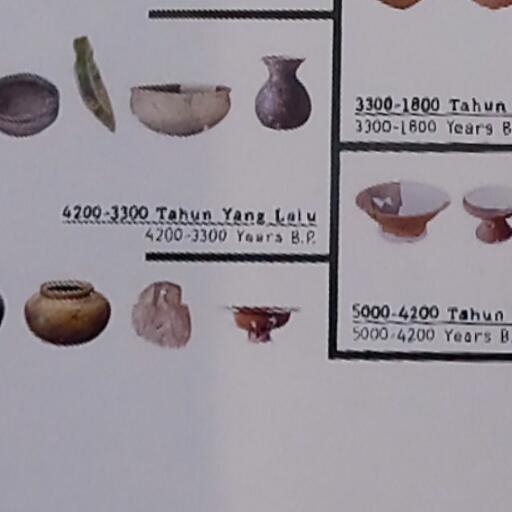 3300-1800 Tahun
3300-1800 Years B
4200-3300 Tahun Yang Lalu
4200-3300 Years B.P.
5000-4200 Tahun
5000-4200 Years B.